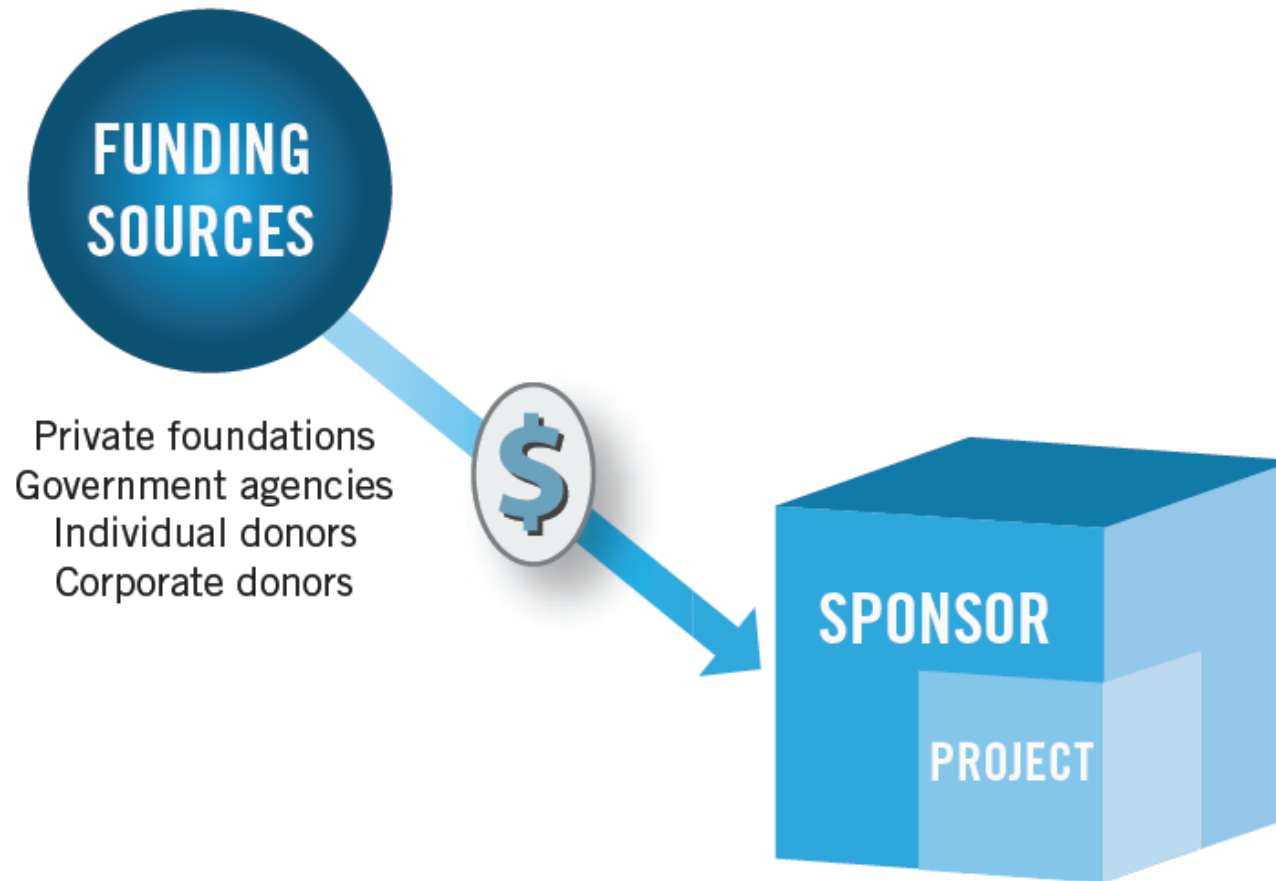 FUNDING
SOURCES
Private foundations
Government agencies
Individual donors
Corporate donors
$
SPONSOR
PROJECT